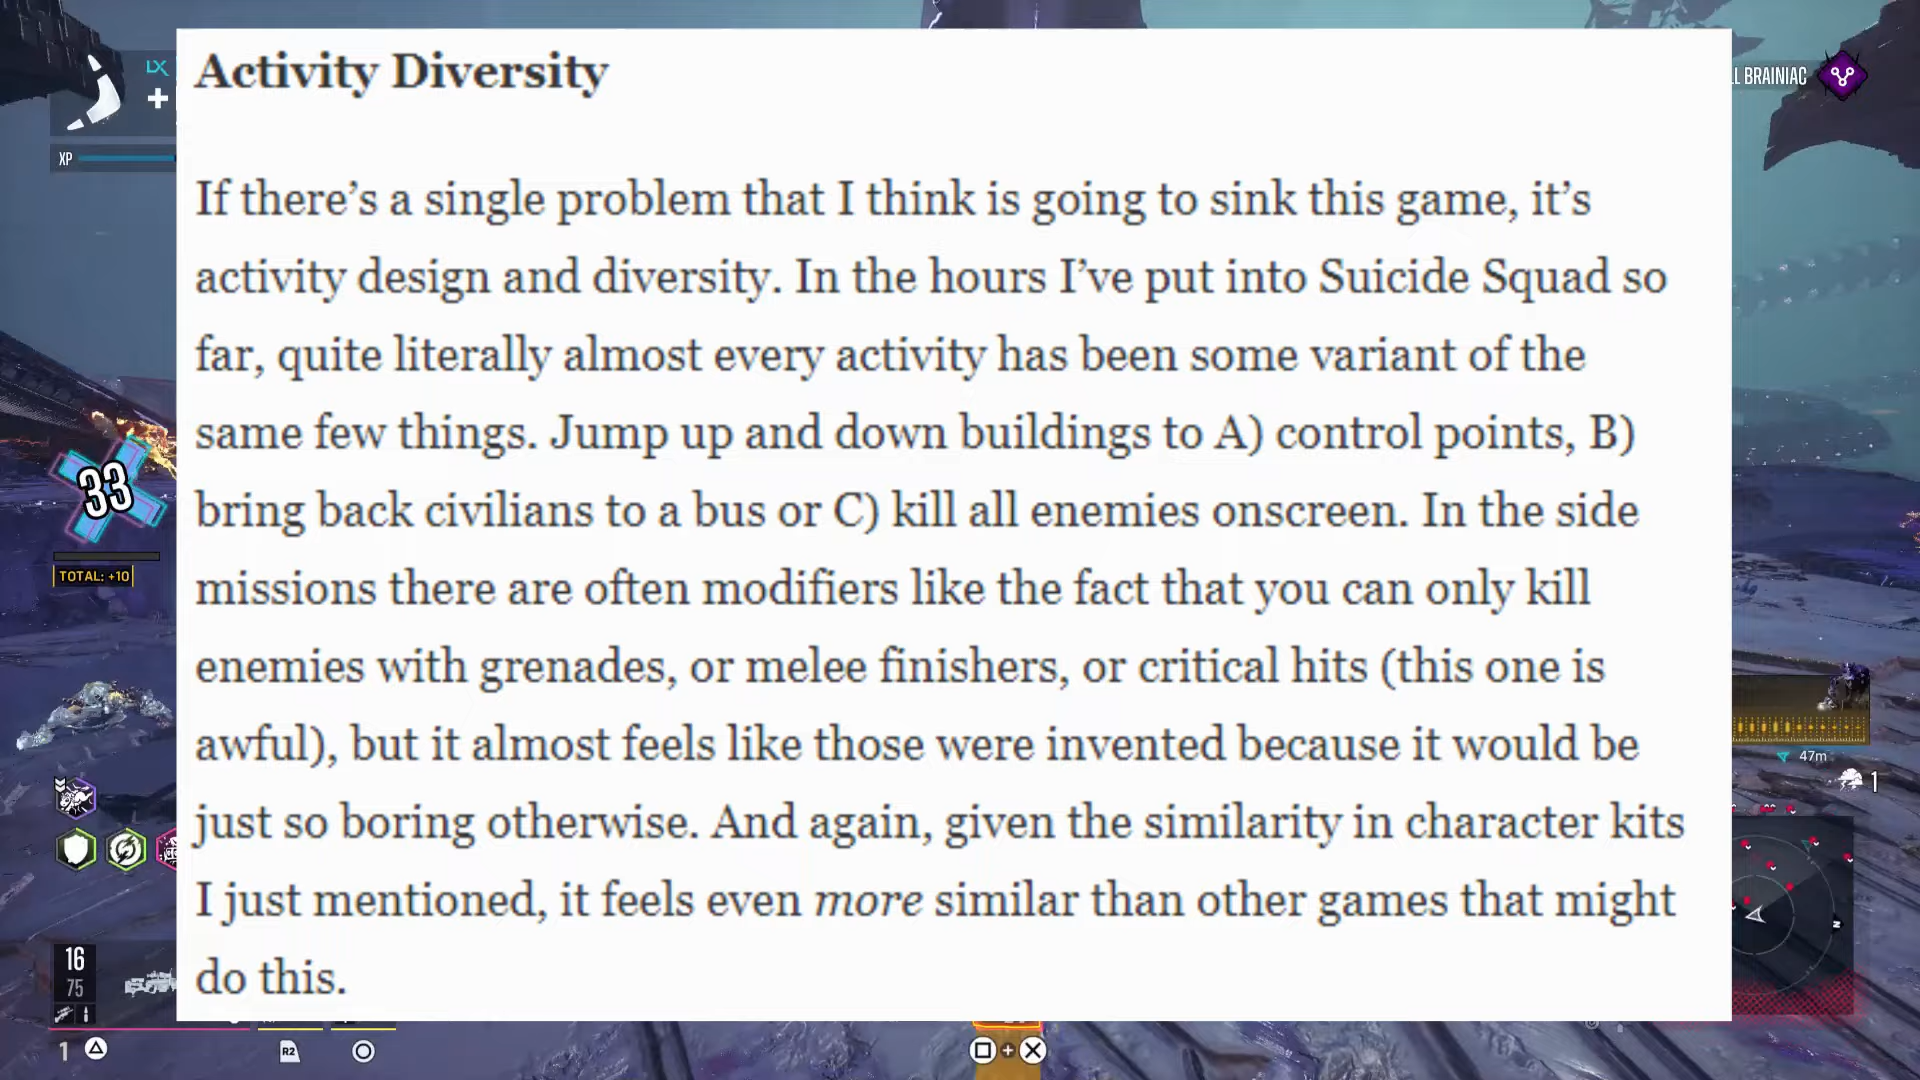 LX
L BRAINIAC
XP
Activity Diversity
If there’s a single problem that I think is going to sink this game, it’s
activity design and diversity. In the hours I’ve put into Suicide Squad so
far, quite literally almost every activity has been some variant of the
same few things. Jump up and down buildings to A) control points, B)
bring back civilians to a bus or C) kill all enemies onscreen. In the side
missions there are often modifiers like the fact that you can only kill
enemies with grenades, or melee finishers, or critical hits (this one is
awful), but it almost feels like those were invented because it would be
just so boring otherwise. And again, given the similarity in character kits
I just mentioned, it feels even more similar than other games that might
do this.
33
TOTAL: +10
47m
1
N
16
75
1
R2
+